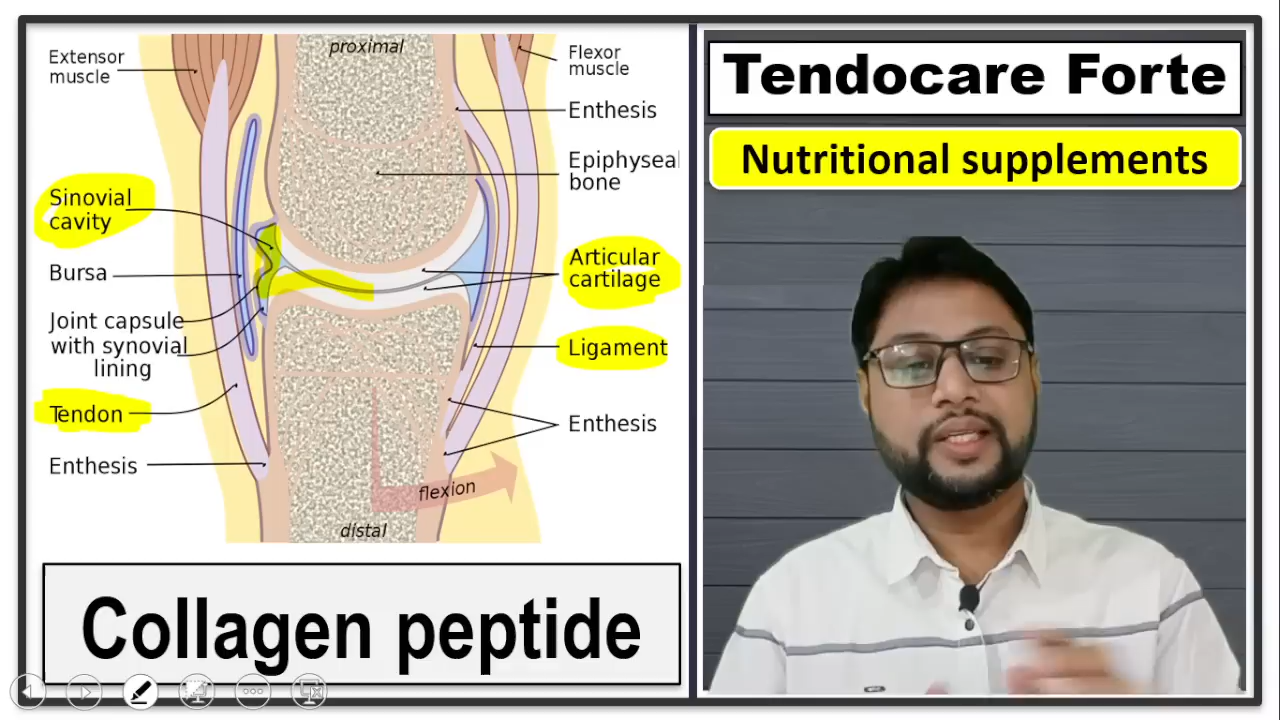 Extensor
muscle
proximal
Flexor
muscle
Enthesis
Epiphyseal
bone
Sinovial
cavity
Articular
cartilage
Bursa
Joint capsule
with synovial
lining
Ligament
Tendon
Enthesis
Enthesis
flexion
distal
Collagen peptide
Tendocare Forte
Nutritional supplements